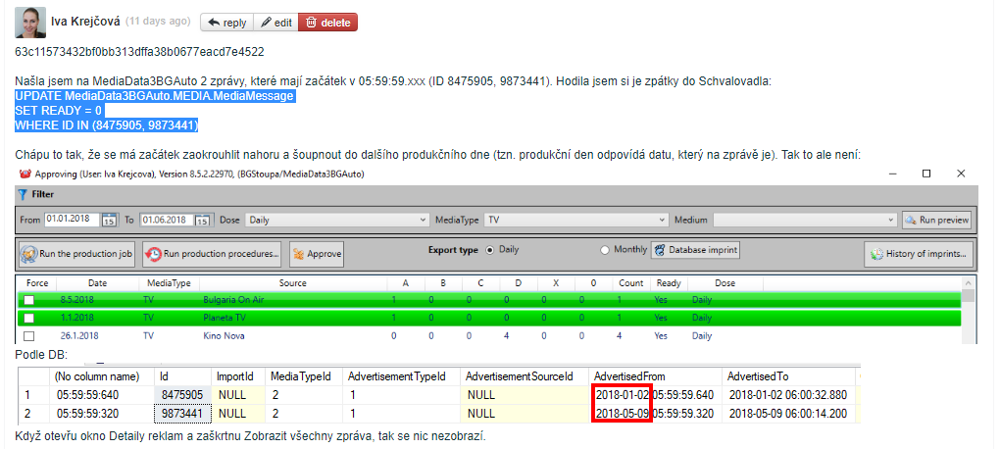 Iva Krejčová (11 days ago) reply edit delete
63c11573432bf0bb313dffa38b0677eacd7e4522
Našla jsem na MediaData3BGAuto 2 zprávy, které mají začátek v 05:59:59.xxx (ID 8475905, 9873441). Hodila jsem si je zpátky do Schvalovadla:
UPDATE MediaData3BGAuto.MEDIA.MediaMessage
SET READY = 0
WHERE ID IN (8475905, 9873441)
Chápu to tak, že se má začátek zaokrouhlit nahoru a šoupnout do dalšího produkčního dne (tzn. produkční den odpovídá datu, který na zprávě je). Tak to ale není:
Approving (User: Iva Krejcova), Version 8.5.2.22970, (BGStoupa/MediaData3BGAuto)
Filter
From 01.01.2018 15 To 01.06.2018 15 Dose Daily MediaType TV Medium Run preview
Run the production job Run production procedures... Approve Export type Daily Monthly Database imprint History of imprints...
Force Date MediaType Source A B C D X 0 Count Ready Dose
8.5.2018 TV Bulgaria On Air 1 0 0 0 0 0 1 Yes Daily
1.1.2018 TV Planeta TV 1 0 0 0 0 0 1 Yes Daily
26.1.2018 TV Kino Nova 0 0 0 4 0 0 4 Yes Daily
Podle DB:
(No column name) Id ImportId MediaTypeId AdvertisementTypeId AdvertisementSourceId AdvertisedFrom AdvertisedTo
1 05:59:59:640 8475905 NULL 2 1 NULL 2018-01-02 05:59:59.640 2018-01-02 06:00:32.880
2 05:59:59:320 9873441 NULL 2 1 NULL 2018-05-09 05:59:59.320 2018-05-09 06:00:14.200
Když otevřu okno Detaily reklam a zaškrtnu Zobrazit všechny zpráva, tak se nic nezobrazí.